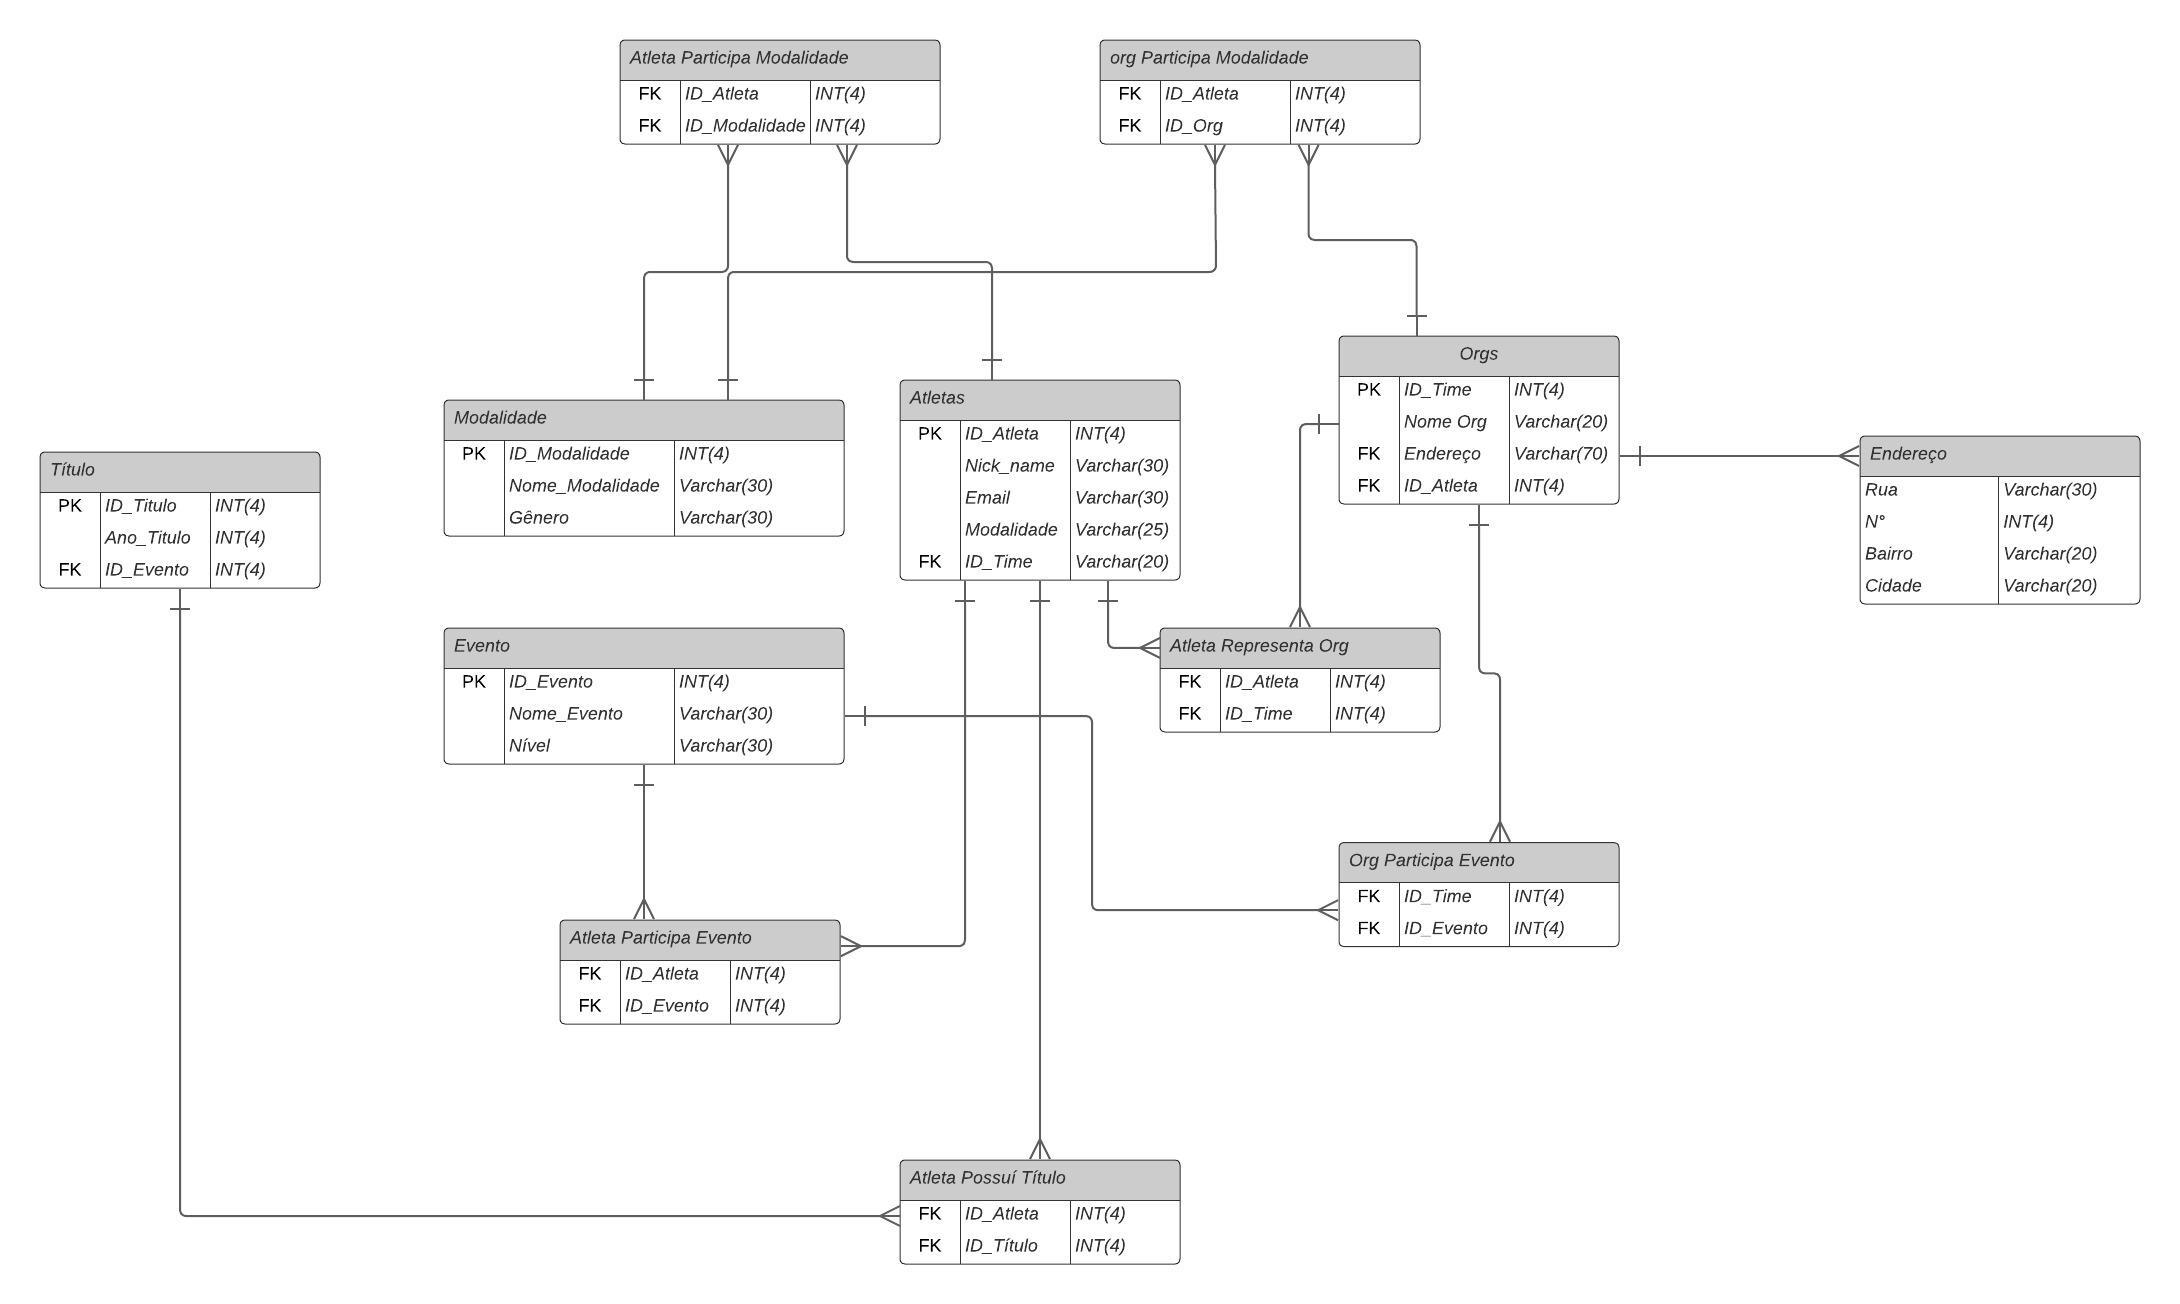 Atleta Participa Modalidade
FK ID_Atleta INT(4)
FK ID_Modalidade INT(4)
org Participa Modalidade
FK ID_Atleta INT(4)
FK ID_Org INT(4)
Orgs
PK ID_Time INT(4)
Nome Org Varchar(20)
FK Endereço Varchar(70)
FK ID_Atleta INT(4)
Atletas
PK ID_Atleta INT(4)
Nick_name Varchar(30)
Email Varchar(30)
Modalidade Varchar(25)
FK ID_Time Varchar(20)
Modalidade
PK ID_Modalidade INT(4)
Nome_Modalidade Varchar(30)
Gênero Varchar(30)
Endereço
Rua Varchar(30)
N° INT(4)
Bairro Varchar(20)
Cidade Varchar(20)
Título
PK ID_Titulo INT(4)
Ano_Titulo INT(4)
FK ID_Evento INT(4)
Evento
PK ID_Evento INT(4)
Nome_Evento Varchar(30)
Nível Varchar(30)
Atleta Representa Org
FK ID_Atleta INT(4)
FK ID_Time INT(4)
Org Participa Evento
FK ID_Time INT(4)
FK ID_Evento INT(4)
Atleta Participa Evento
FK ID_Atleta INT(4)
FK ID_Evento INT(4)
Atleta Possuí Título
FK ID_Atleta INT(4)
FK ID_Título INT(4)